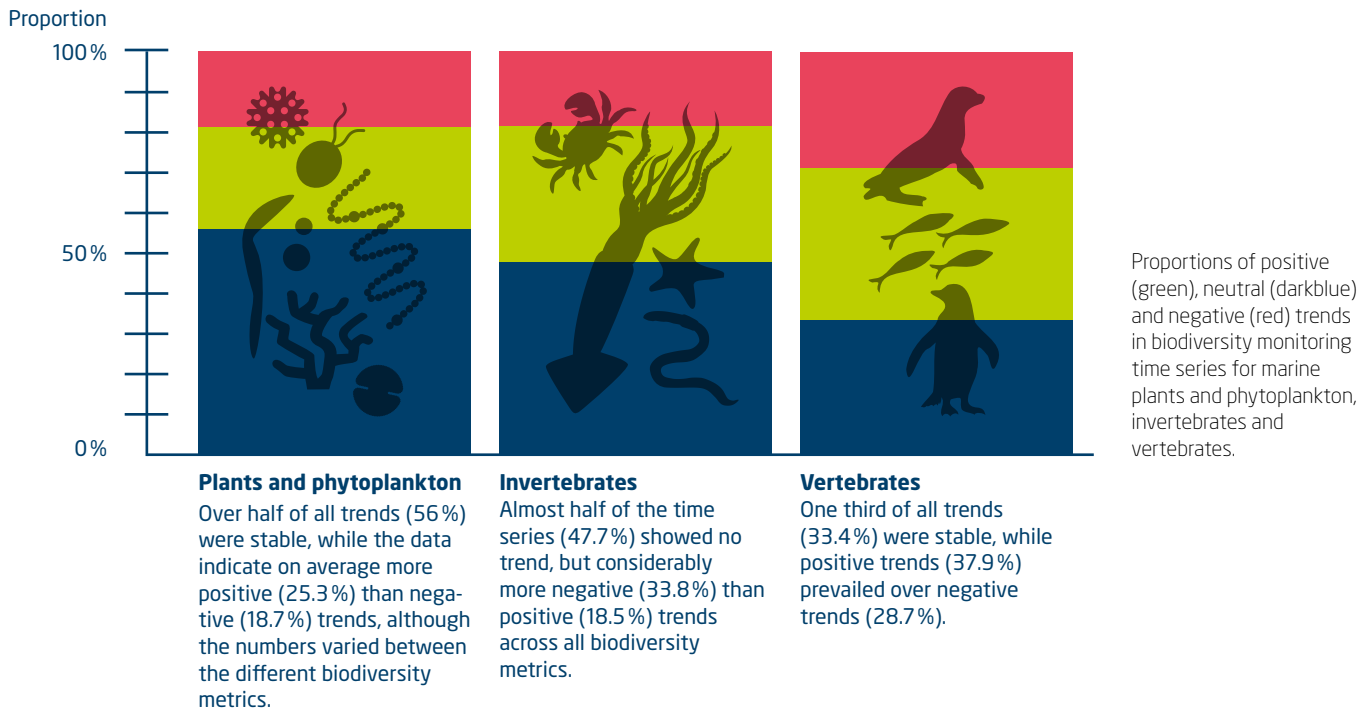 Proportion
100 %
50 %
0 %
Plants and phytoplankton
Over half of all trends (56 %)
were stable, while the data
indicate on average more
positive (25.3 %) than nega-
tive (18.7 %) trends, although
the numbers varied between
the different biodiversity
metrics.
Invertebrates
Almost half of the time
series (47.7 %) showed no
trend, but considerably
more negative (33.8 %) than
positive (18.5 %) trends
across all biodiversity
metrics.
Vertebrates
One third of all trends
(33.4 %) were stable, while
positive trends (37.9 %)
prevailed over negative
trends (28.7 %).
Proportions of positive
(green), neutral (darkblue)
and negative (red) trends
in biodiversity monitoring
time series for marine
plants and phytoplankton,
invertebrates and
vertebrates.